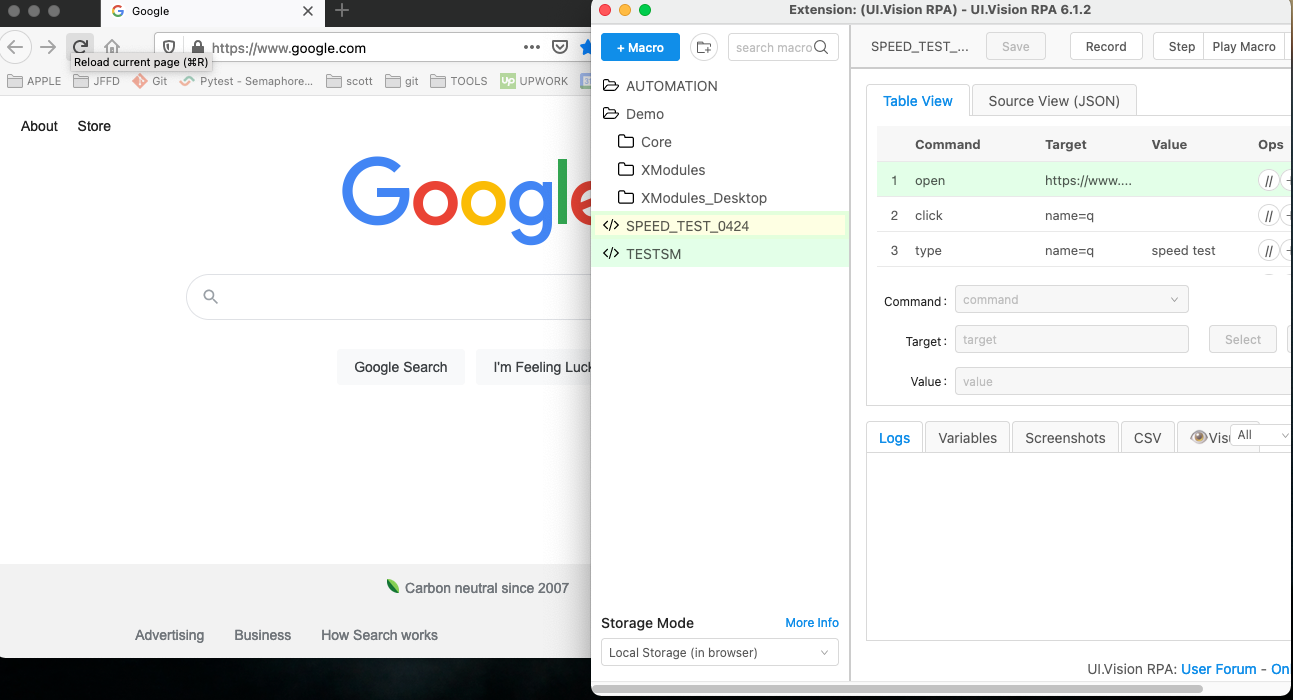 Google
https://www.google.com
Reload current page (⌘R)
APPLE
JFFD
Git
Pytest - Semaphore...
scott
git
TOOLS
Up UPWORK
About
Store
Google
Google Search
I'm Feeling Luck
Carbon neutral since 2007
Advertising
Business
How Search works
Extension: (UI.Vision RPA) - UI.Vision RPA 6.1.2
+ Macro
search macro
AUTOMATION
Demo
Core
XModules
XModules_Desktop
SPEED_TEST_0424
TESTSM
Storage Mode
More Info
Local Storage (in browser)
SPEED_TEST_...
Save
Record
Step
Play Macro
Table View
Source View (JSON)
Command Target Value Ops
1 open https://www.... //
2 click name=q //
3 type name=q speed test //
Command: command
Target: target
Select
Value: value
Logs
Variables
Screenshots
CSV
Visu
All
UI.Vision RPA: User Forum - On